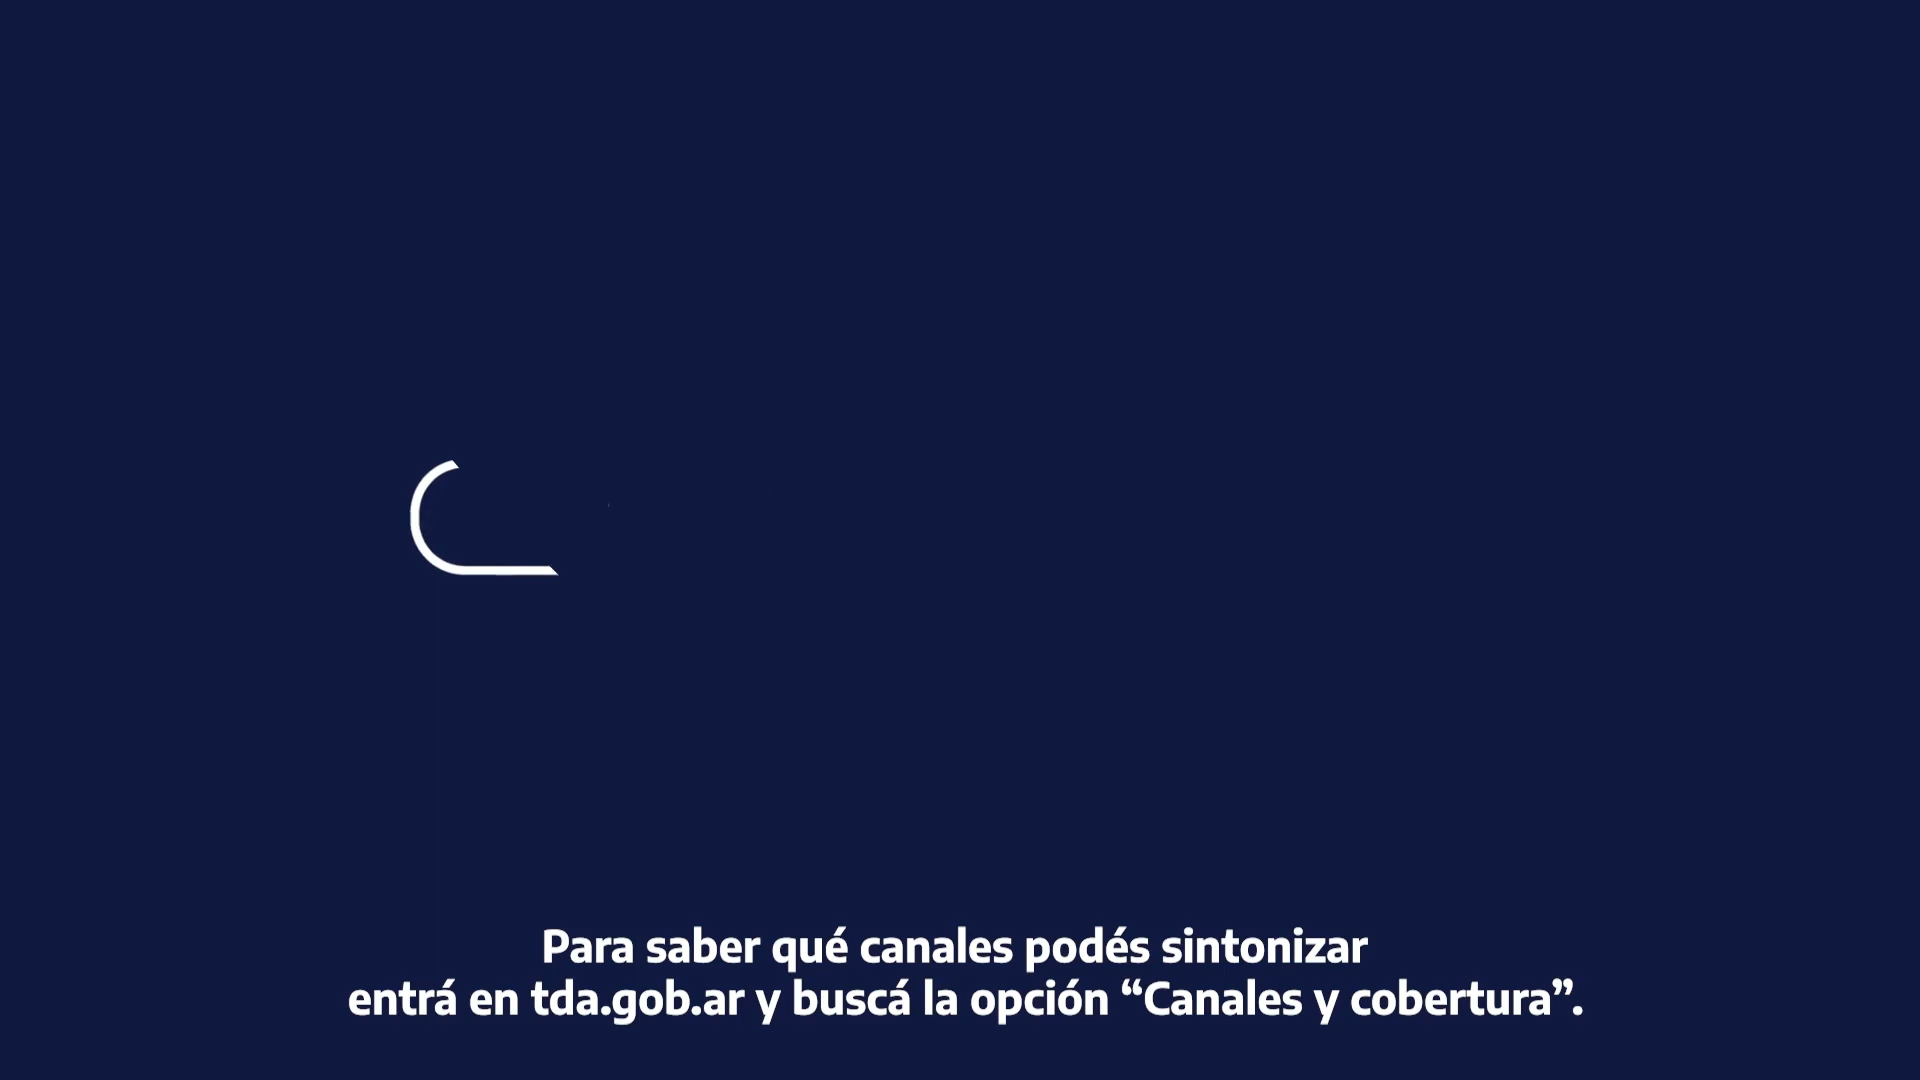 Para saber qué canales podés sintonizar
entrá en tda.gob.ar y buscá la opción “Canales y cobertura”.